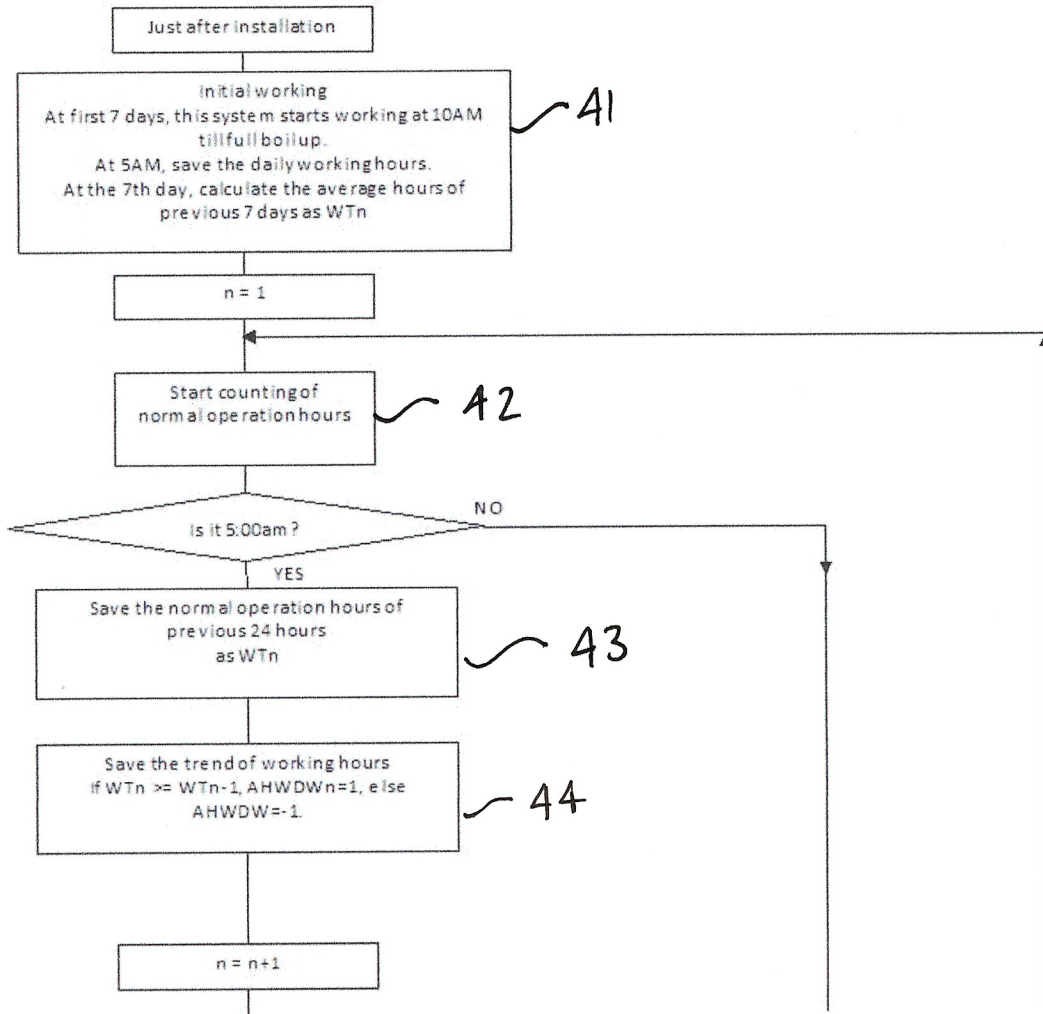 Just after installation
Initial working
At first 7 days, this system starts working at 10AM
till full boil up.
At 5AM, save the daily working hours.
At the 7th day, calculate the average hours of
previous 7 days as WTn
41
n = 1
Start counting of
normal operation hours
42
Is it 5:00am ?
NO
YES
Save the normal operation hours of
previous 24 hours
as WTn
43
Save the trend of working hours
If WTn >= WTn-1, AHWDWn=1, else
AHWDW=-1.
44
n = n+1